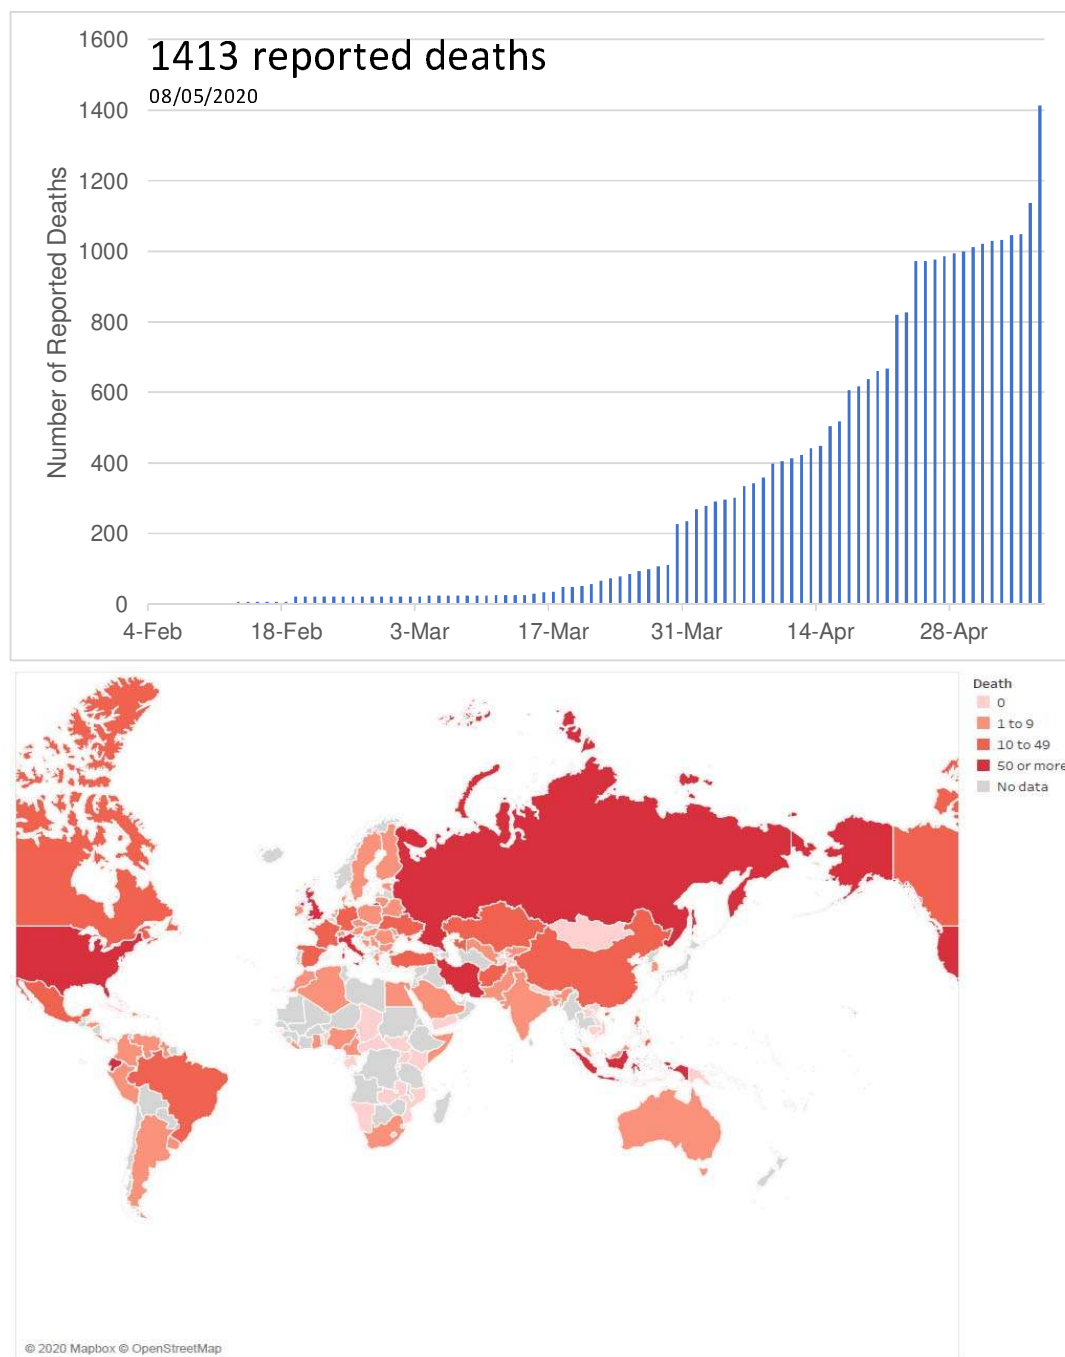 1413 reported deaths
08/05/2020
Number of Reported Deaths
1600
1400
1200
1000
800
600
400
200
0
4-Feb 18-Feb 3-Mar 17-Mar 31-Mar 14-Apr 28-Apr
Death
0
1 to 9
10 to 49
50 or more
No data
© 2020 Mapbox © OpenStreetMap